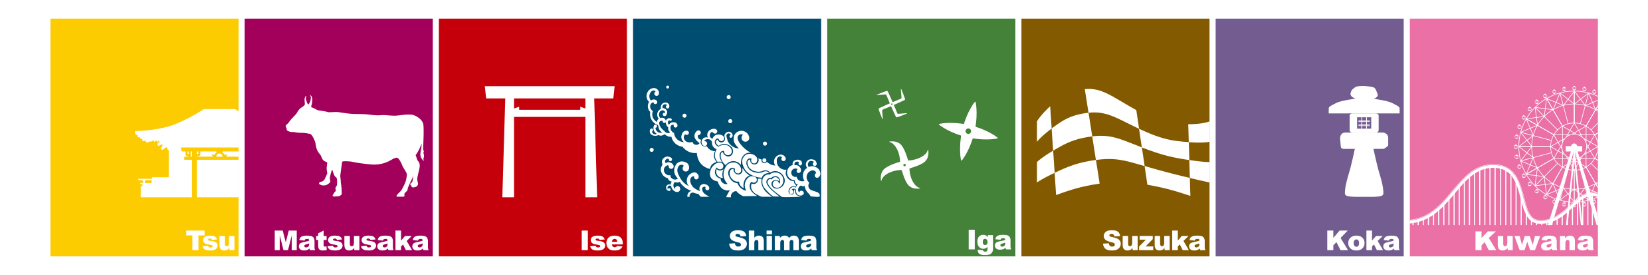 Tsu
Matsusaka
Ise
Shima
Iga
Suzuka
Koka
Kuwana